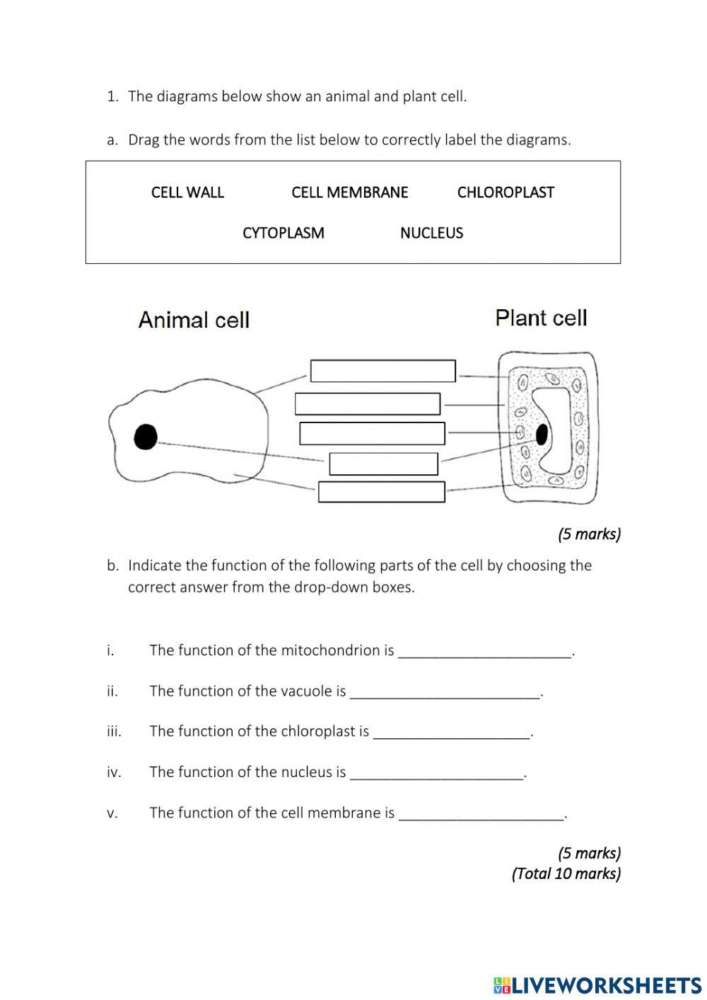 1. The diagrams below show an animal and plant cell.
a. Drag the words from the list below to correctly label the diagrams.
CELL WALL CELL MEMBRANE CHLOROPLAST
CYTOPLASM NUCLEUS
Animal cell Plant cell
(5 marks)
b. Indicate the function of the following parts of the cell by choosing the
correct answer from the drop-down boxes.
i. The function of the mitochondrion is ______________________.
ii. The function of the vacuole is ________________________.
iii. The function of the chloroplast is ____________________.
iv. The function of the nucleus is ______________________.
v. The function of the cell membrane is _____________________.
(5 marks)
(Total 10 marks)
LIVE LIVEWORKSHEETS